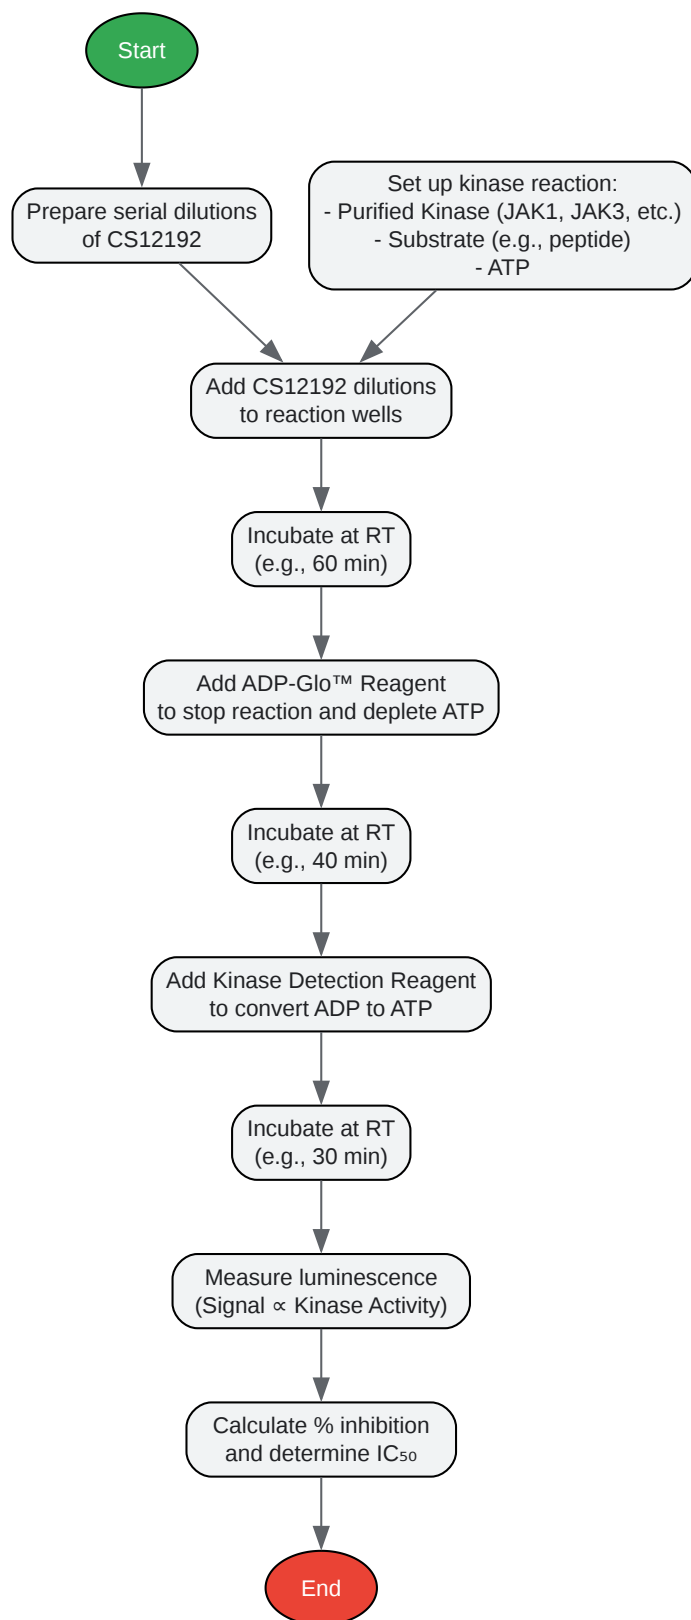 Start
Prepare serial dilutions
of CS12192
Set up kinase reaction:
- Purified Kinase (JAK1, JAK3, etc.)
- Substrate (e.g., peptide)
- ATP
Add CS12192 dilutions
to reaction wells
Incubate at RT
(e.g., 60 min)
Add ADP-Glo™ Reagent
to stop reaction and deplete ATP
Incubate at RT
(e.g., 40 min)
Add Kinase Detection Reagent
to convert ADP to ATP
Incubate at RT
(e.g., 30 min)
Measure luminescence
(Signal ∝ Kinase Activity)
Calculate % inhibition
and determine IC₅₀
End